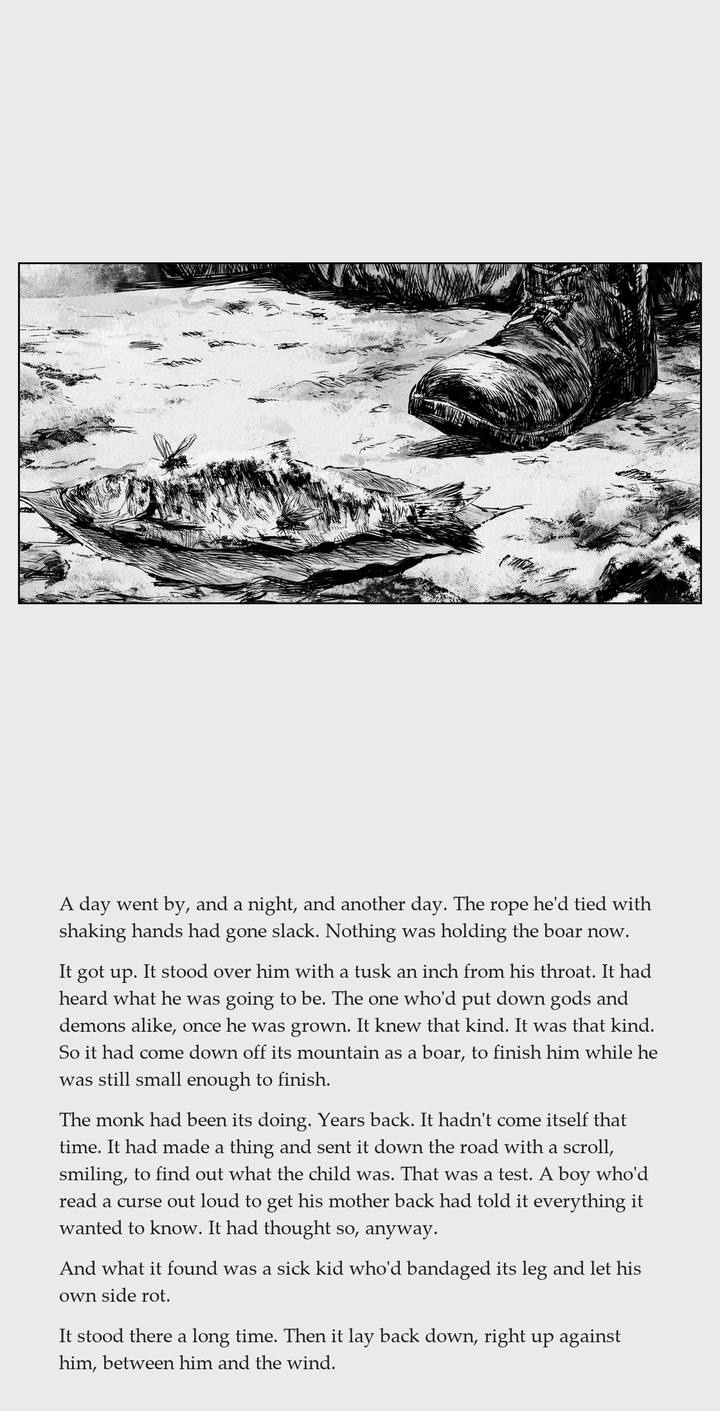 A day went by, and a night, and another day. The rope he'd tied with
shaking hands had gone slack. Nothing was holding the boar now.
It got up. It stood over him with a tusk an inch from his throat. It had
heard what he was going to be. The one who'd put down gods and
demons alike, once he was grown. It knew that kind. It was that kind.
So it had come down off its mountain as a boar, to finish him while he
was still small enough to finish.
The monk had been its doing. Years back. It hadn't come itself that
time. It had made a thing and sent it down the road with a scroll,
smiling, to find out what the child was. That was a test. A boy who'd
read a curse out loud to get his mother back had told it everything it
wanted to know. It had thought so, anyway.
And what it found was a sick kid who'd bandaged its leg and let his
own side rot.
It stood there a long time. Then it lay back down, right up against
him, between him and the wind.